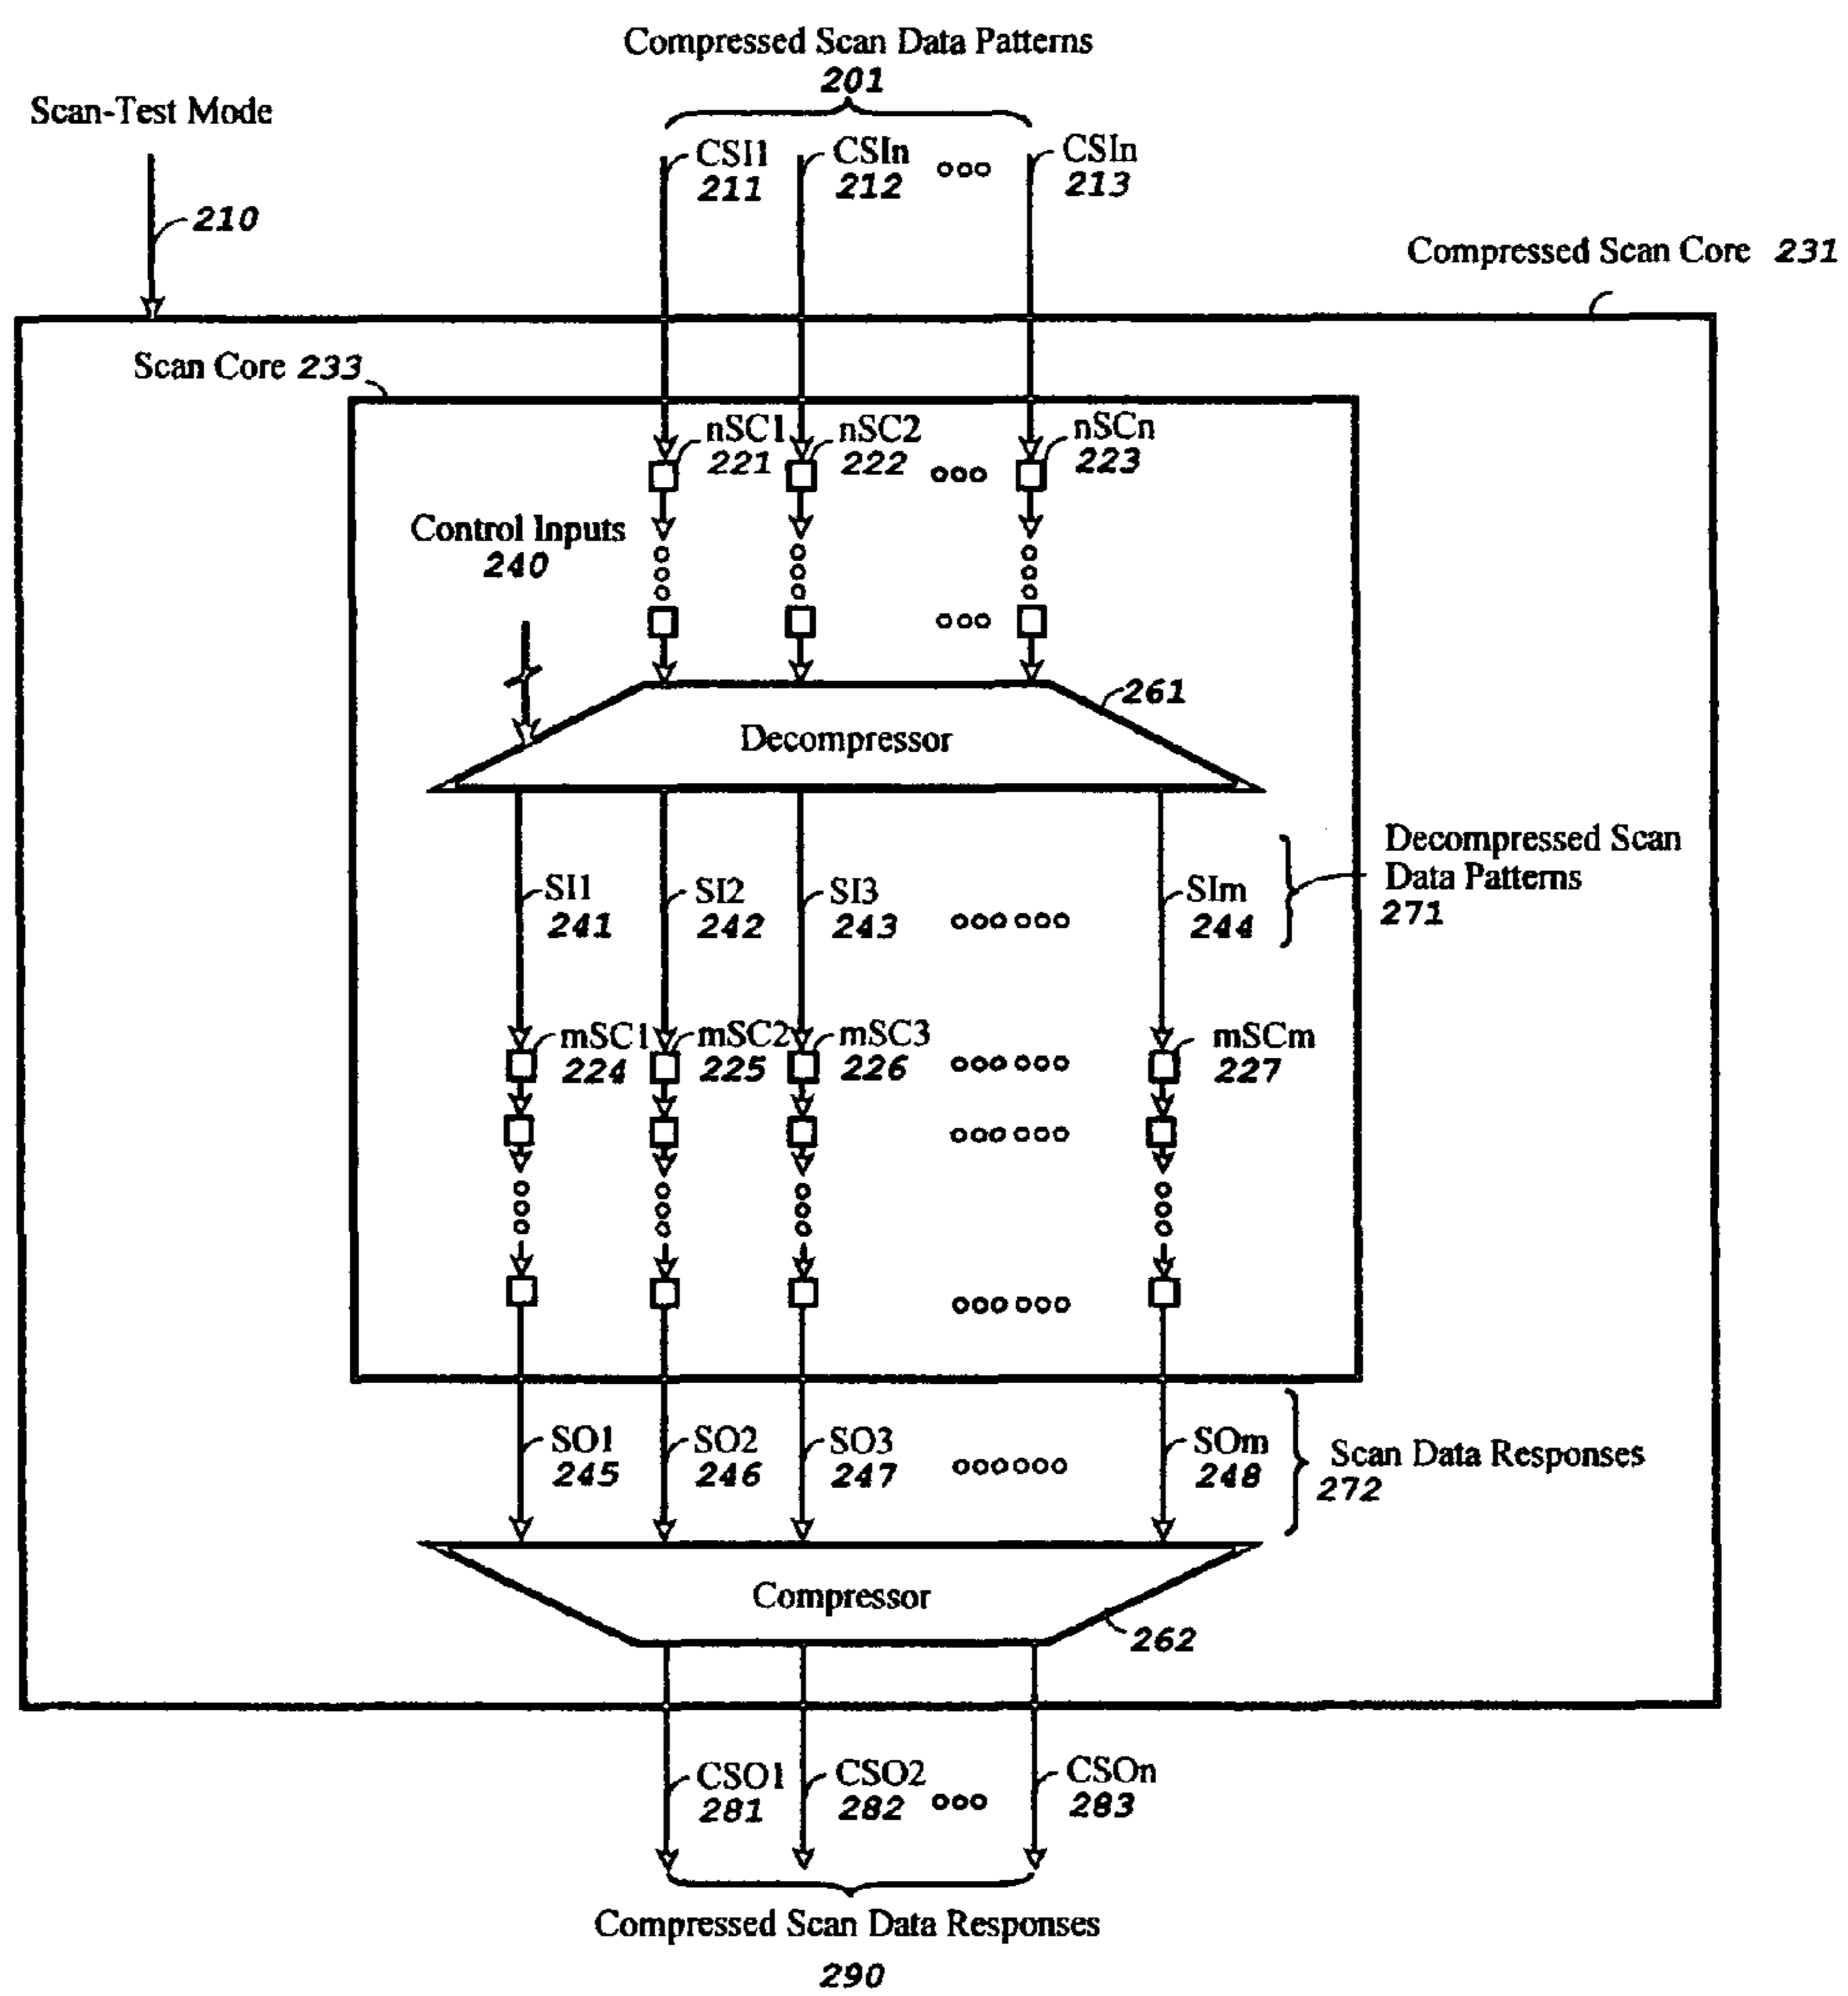 Compressed Scan Data Patterns
201
Scan-Test Mode
CSI1
211
CSIn
212
CSIn
213
210
Compressed Scan Core 231
Scan Core 233
nSC1
221
nSC2
222
nSCn
223
Control Inputs
240
261
Decompressor
Decompressed Scan
Data Patterns
271
SI1
241
SI2
242
SI3
243
SIm
244
mSC1
224
mSC2
225
mSC3
226
mSCm
227
SO1
245
SO2
246
SO3
247
SOm
248
Scan Data Responses
272
Compressor
262
CSO1
281
CSO2
282
CSOn
283
Compressed Scan Data Responses
290